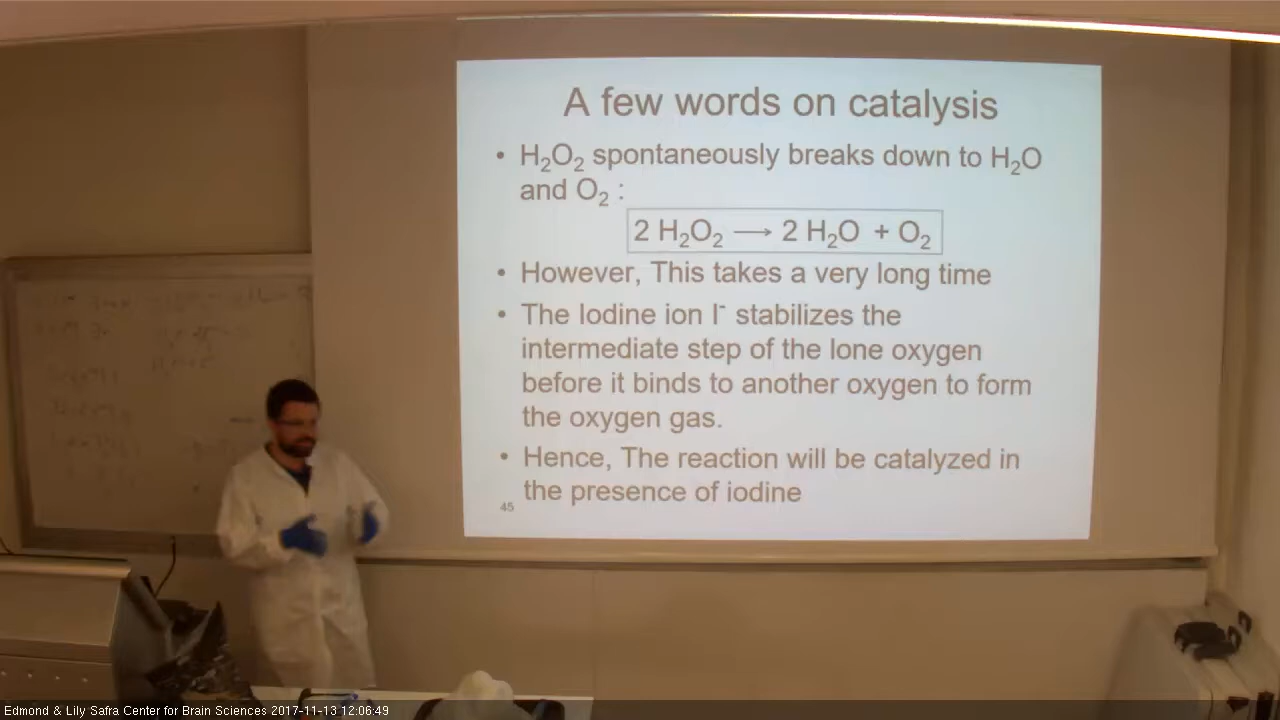 A few words on catalysis
• H₂O₂ spontaneously breaks down to H₂O
and O₂ :
2 H₂O₂ ⟶ 2 H₂O + O₂
• However, This takes a very long time
• The Iodine ion I⁻ stabilizes the
intermediate step of the lone oxygen
before it binds to another oxygen to form
the oxygen gas.
• Hence, The reaction will be catalyzed in
the presence of iodine
45
Edmond & Lily Safra Center for Brain Sciences 2017-11-13 12:06:49